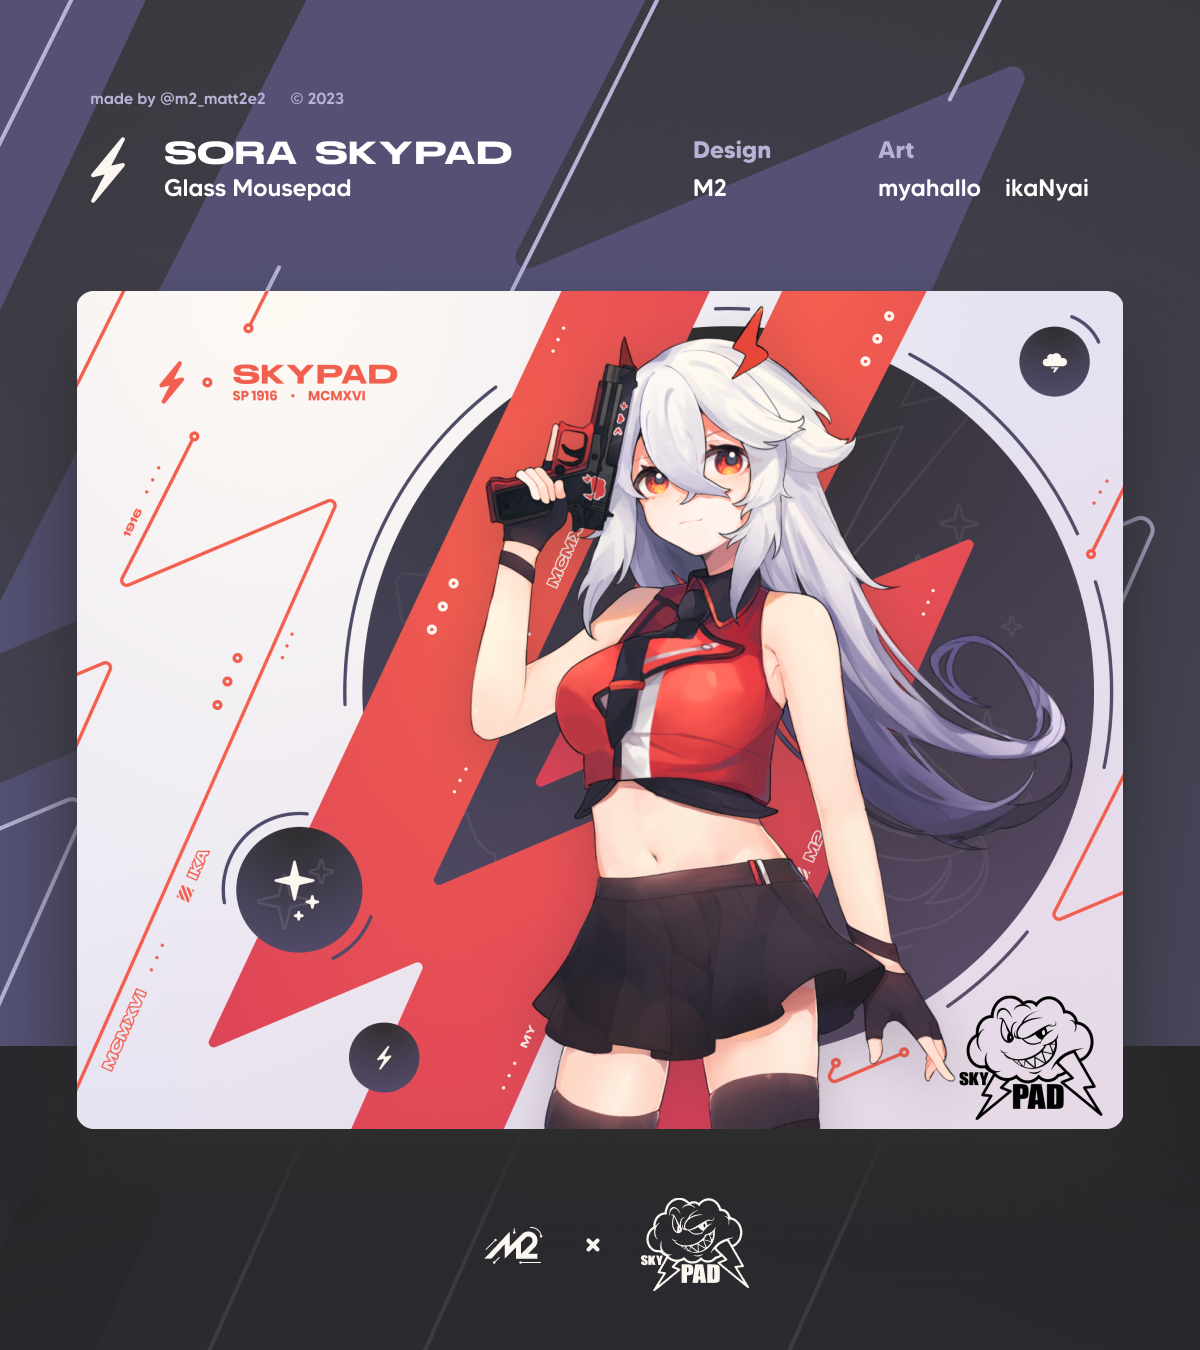 made by @m2_matt2e2 © 2023
SORA SKYPAD
Glass Mousepad
Design
M2
Art
myahallo ikaNyai
SKYPAD
SP 1916 • MCMXVI
1916
MCMX
IKA
M2
MCMXVI
MY
SKY
PAD
M2 × SKY
PAD